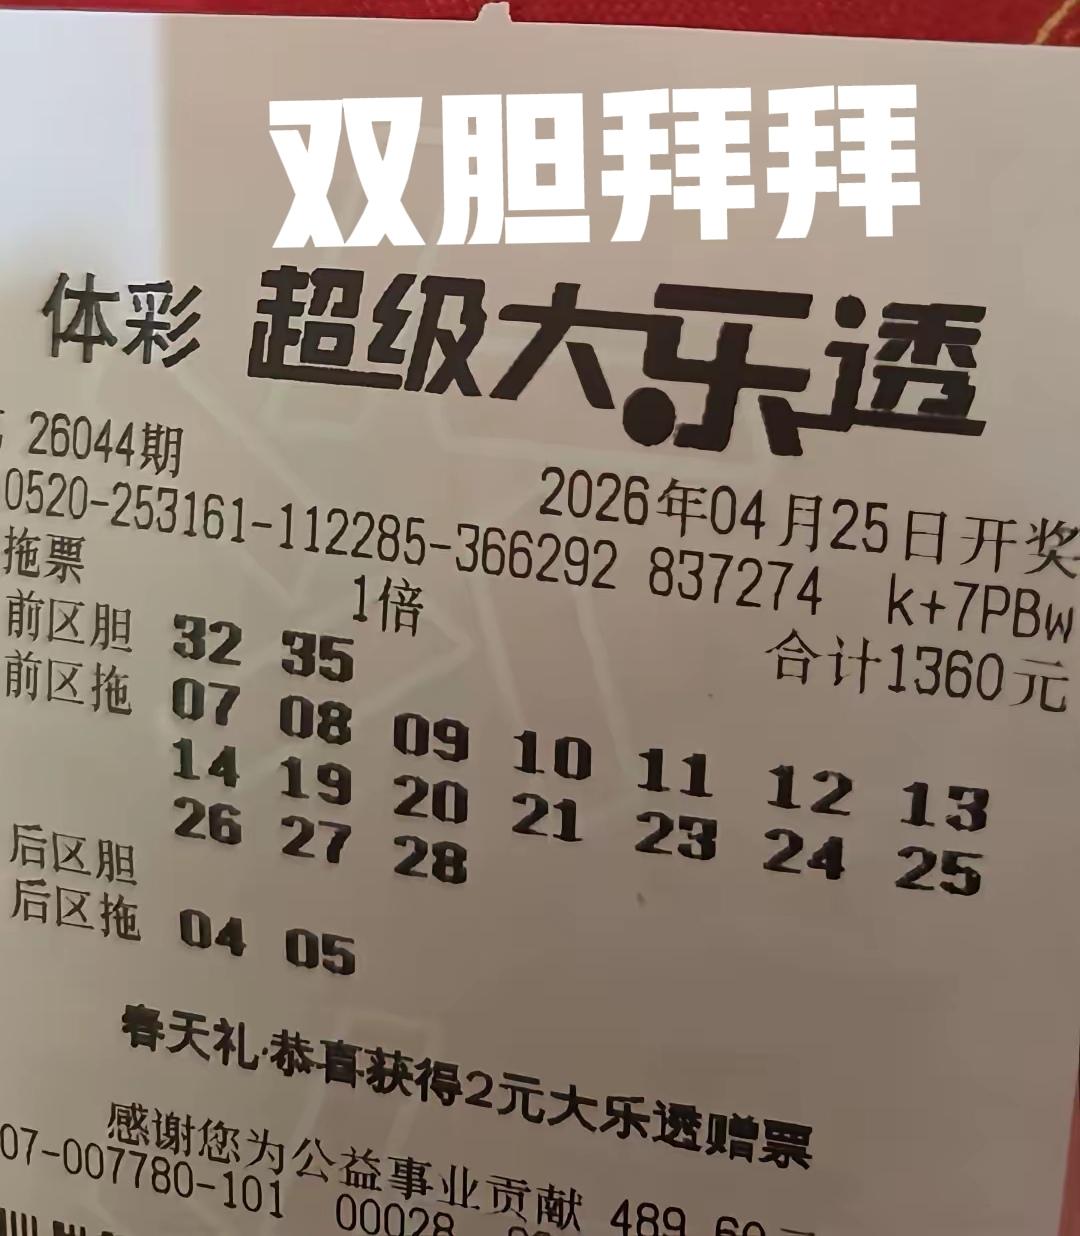 双胆拜拜
体彩 超级大乐透
26044期
2026年04月25日开奖
0520-253161-112285-366292 837274 k+7PBw
拖票 1倍 合计1360元
前区胆 32 35
前区拖 07 08 09 10 11 12 13
14 19 20 21 23 24 25
26 27 28
后区胆
后区拖 04 05
春天礼·恭喜获得2元大乐透赠票
感谢您为公益事业贡献 489.60
07-007780-101 00028